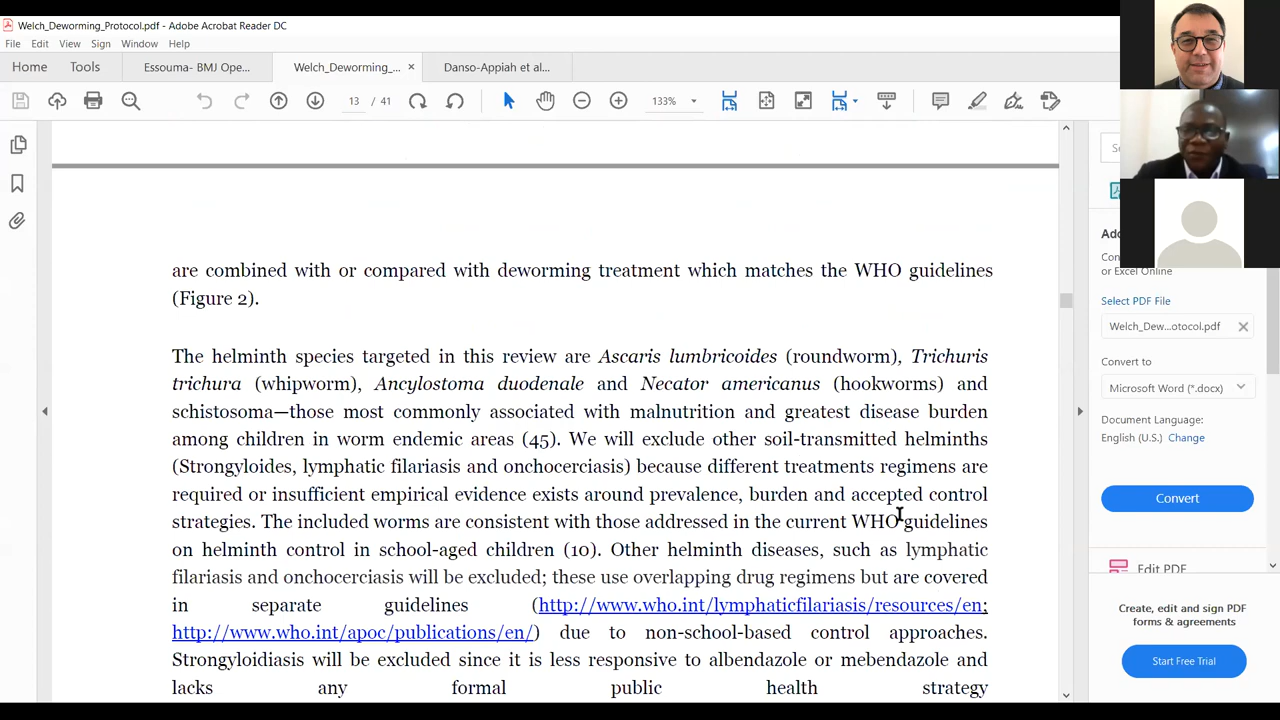 Welch_Deworming_Protocol.pdf - Adobe Acrobat Reader DC
File Edit View Sign Window Help
Home Tools Essouma- BMJ Ope... Welch_Deworming_... × Danso-Appiah et al...
13 / 41 133%
are combined with or compared with deworming treatment which matches the WHO guidelines
(Figure 2).
The helminth species targeted in this review are Ascaris lumbricoides (roundworm), Trichuris
trichura (whipworm), Ancylostoma duodenale and Necator americanus (hookworms) and
schistosoma—those most commonly associated with malnutrition and greatest disease burden
among children in worm endemic areas (45). We will exclude other soil-transmitted helminths
(Strongyloides, lymphatic filariasis and onchocerciasis) because different treatments regimens are
required or insufficient empirical evidence exists around prevalence, burden and accepted control
strategies. The included worms are consistent with those addressed in the current WHO guidelines
on helminth control in school-aged children (10). Other helminth diseases, such as lymphatic
filariasis and onchocerciasis will be excluded; these use overlapping drug regimens but are covered
in separate guidelines (http://www.who.int/lymphaticfilariasis/resources/en;
http://www.who.int/apoc/publications/en/) due to non-school-based control approaches.
Strongyloidiasis will be excluded since it is less responsive to albendazole or mebendazole and
lacks any formal public health strategy
Conv
or Excel Online
Select PDF File
Welch_Dew...otocol.pdf ×
Convert to
Microsoft Word (*.docx)
Document Language:
English (U.S.) Change
Convert
Edit PDF
Create, edit and sign PDF
forms & agreements
Start Free Trial